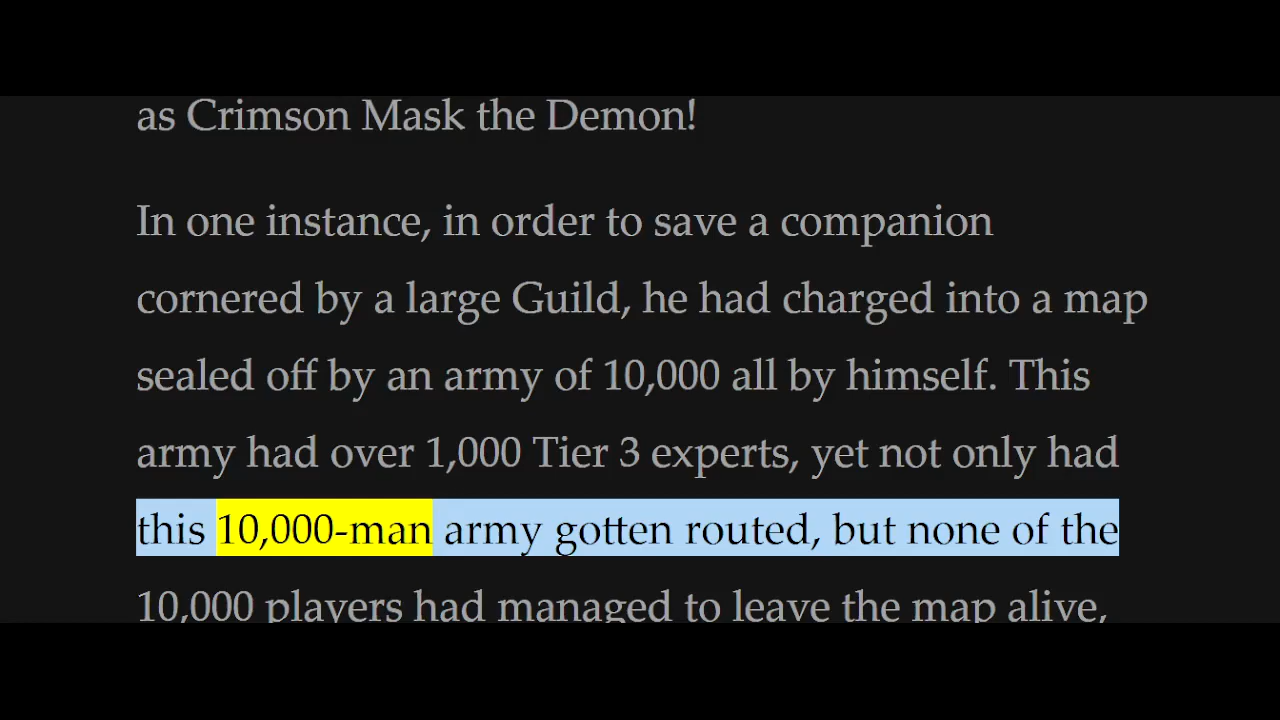 as Crimson Mask the Demon!
In one instance, in order to save a companion
cornered by a large Guild, he had charged into a map
sealed off by an army of 10,000 all by himself. This
army had over 1,000 Tier 3 experts, yet not only had
this 10,000-man army gotten routed, but none of the
10,000 players had managed to leave the map alive,